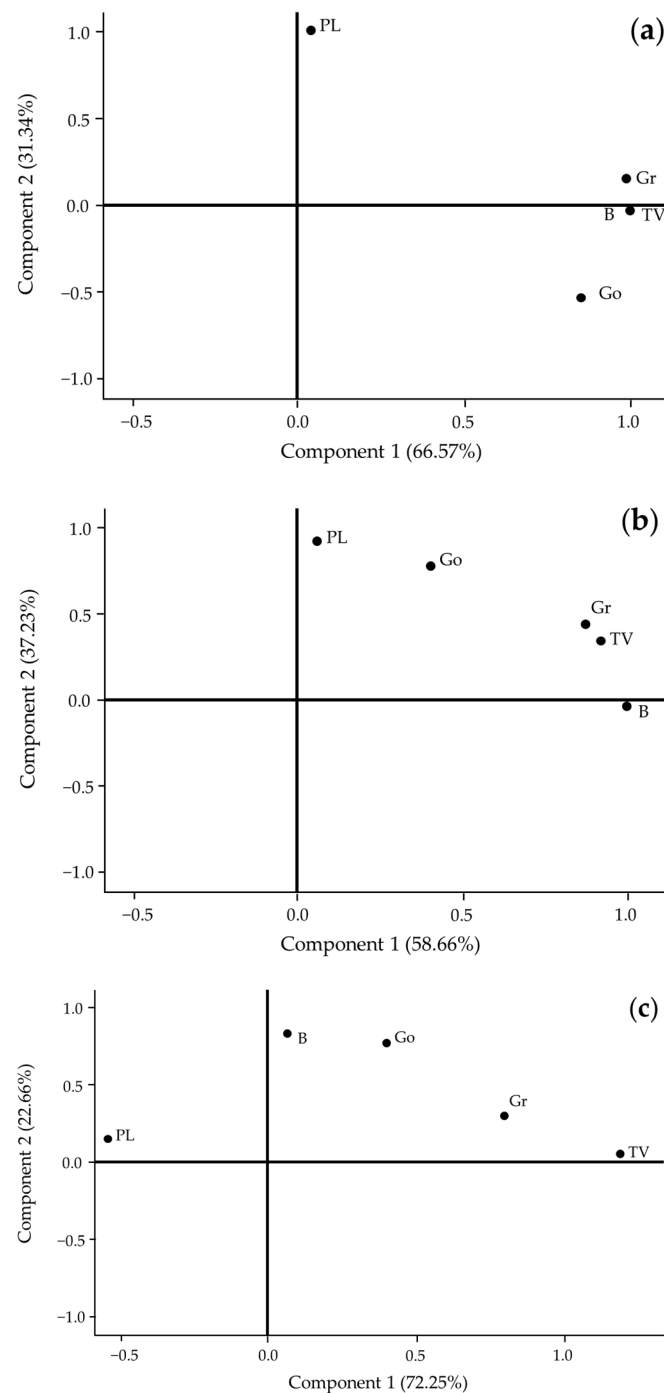 (a)
1.0
PL
0.5
Gr
0.0
B TV
−0.5
Go
−1.0
−0.5 0.0 0.5 1.0
Component 2 (31.34%)
Component 1 (66.57%)
(b)
1.0
PL
Go
0.5
Gr
TV
0.0
B
−0.5
−1.0
−0.5 0.0 0.5 1.0
Component 2 (37.23%)
Component 1 (58.66%)
(c)
1.0
B
Go
0.5
Gr
PL
TV
0.0
−0.5
−1.0
−0.5 0.0 0.5 1.0
Component 2 (22.66%)
Component 1 (72.25%)